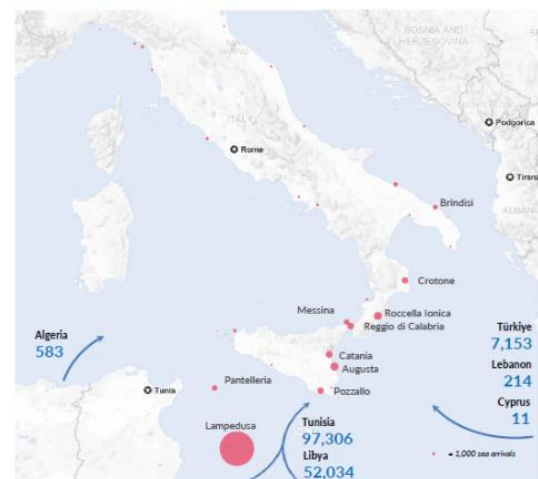 BOSNIA AND
HERZEGOVINA
ITALY
Podgorica
Rome
Tirana
Brindisi
Crotone
Messina
Roccella Ionica
Reggio di Calabria
Türkiye
7,153
Algeria
583
Catania
Augusta
Lebanon
214
Tunis
Pantelleria
Pozzallo
Cyprus
11
Lampedusa
Tunisia
97,306
Libya
52,034
= 1,000 sea arrivals